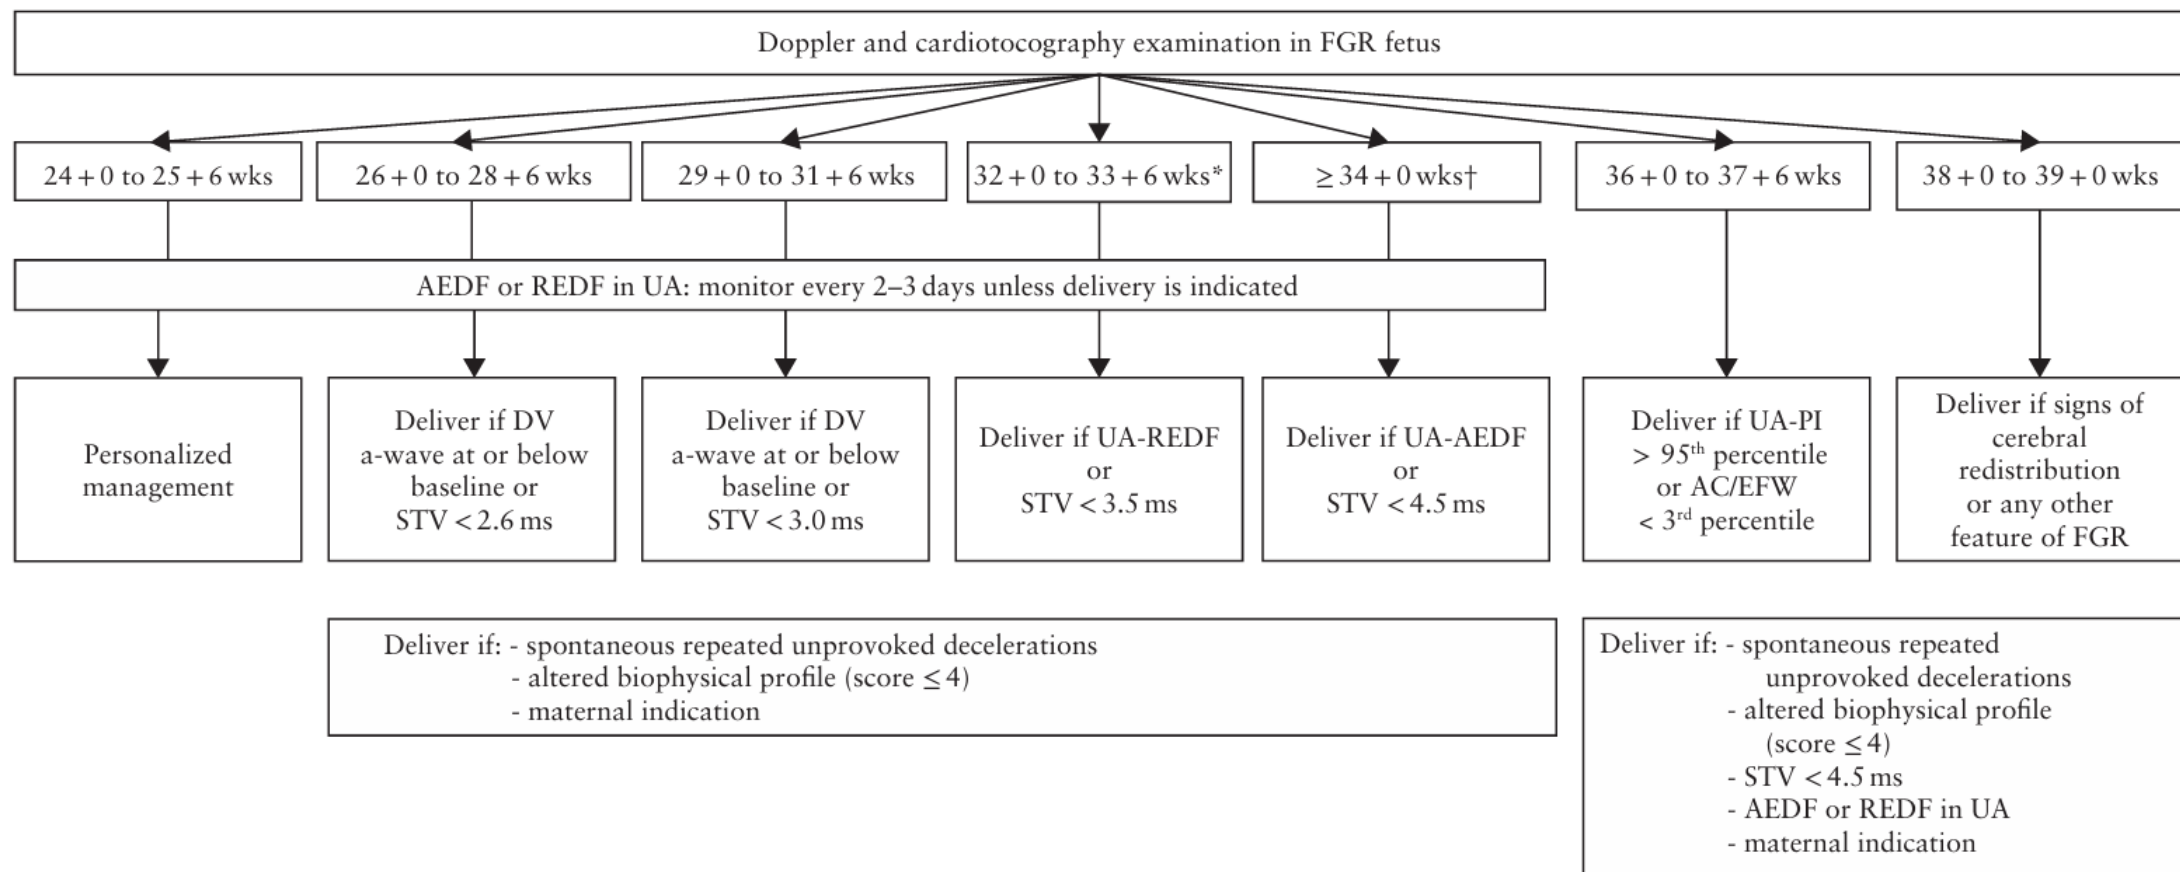 Doppler and cardiotocography examination in FGR fetus
24 + 0 to 25 + 6 wks
26 + 0 to 28 + 6 wks
29 + 0 to 31 + 6 wks
32 + 0 to 33 + 6 wks*
≥ 34 + 0 wks†
36 + 0 to 37 + 6 wks
38 + 0 to 39 + 0 wks
AEDF or REDF in UA: monitor every 2–3 days unless delivery is indicated
Personalized
management
Deliver if DV
a-wave at or below
baseline or
STV < 2.6 ms
Deliver if DV
a-wave at or below
baseline or
STV < 3.0 ms
Deliver if UA-REDF
or
STV < 3.5 ms
Deliver if UA-AEDF
or
STV < 4.5 ms
Deliver if UA-PI
> 95th percentile
or AC/EFW
< 3rd percentile
Deliver if signs of
cerebral
redistribution
or any other
feature of FGR
Deliver if: - spontaneous repeated unprovoked decelerations
- altered biophysical profile (score ≤ 4)
- maternal indication
Deliver if: - spontaneous repeated
unprovoked decelerations
- altered biophysical profile
(score ≤ 4)
- STV < 4.5 ms
- AEDF or REDF in UA
- maternal indication